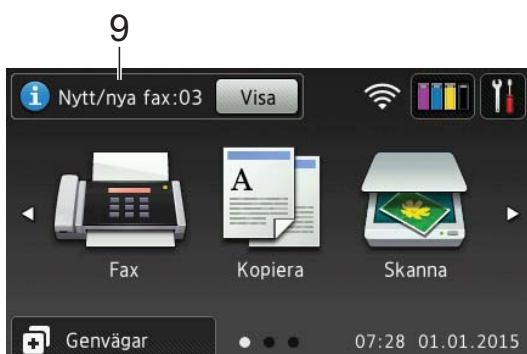 9
Nytt/nya fax:03 Visa
A
Fax Kopiera Skanna
Genvägar 07:28 01.01.2015